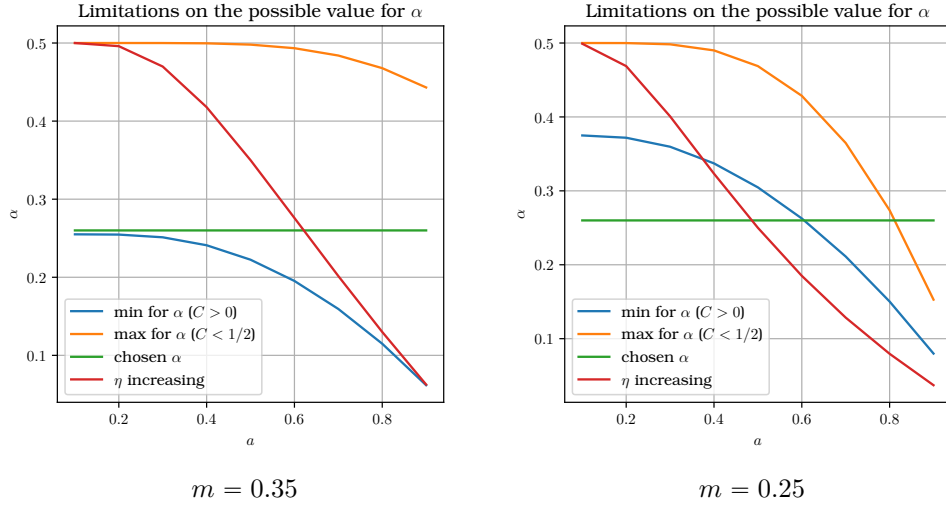 Limitations on the possible value for α
0.5
0.4
0.3
0.2
0.1
α
min for α (C > 0)
max for α (C < 1/2)
chosen α
η increasing
0.2 0.4 0.6 0.8
a
m = 0.35
Limitations on the possible value for α
0.5
0.4
0.3
0.2
0.1
α
min for α (C > 0)
max for α (C < 1/2)
chosen α
η increasing
0.2 0.4 0.6 0.8
a
m = 0.25